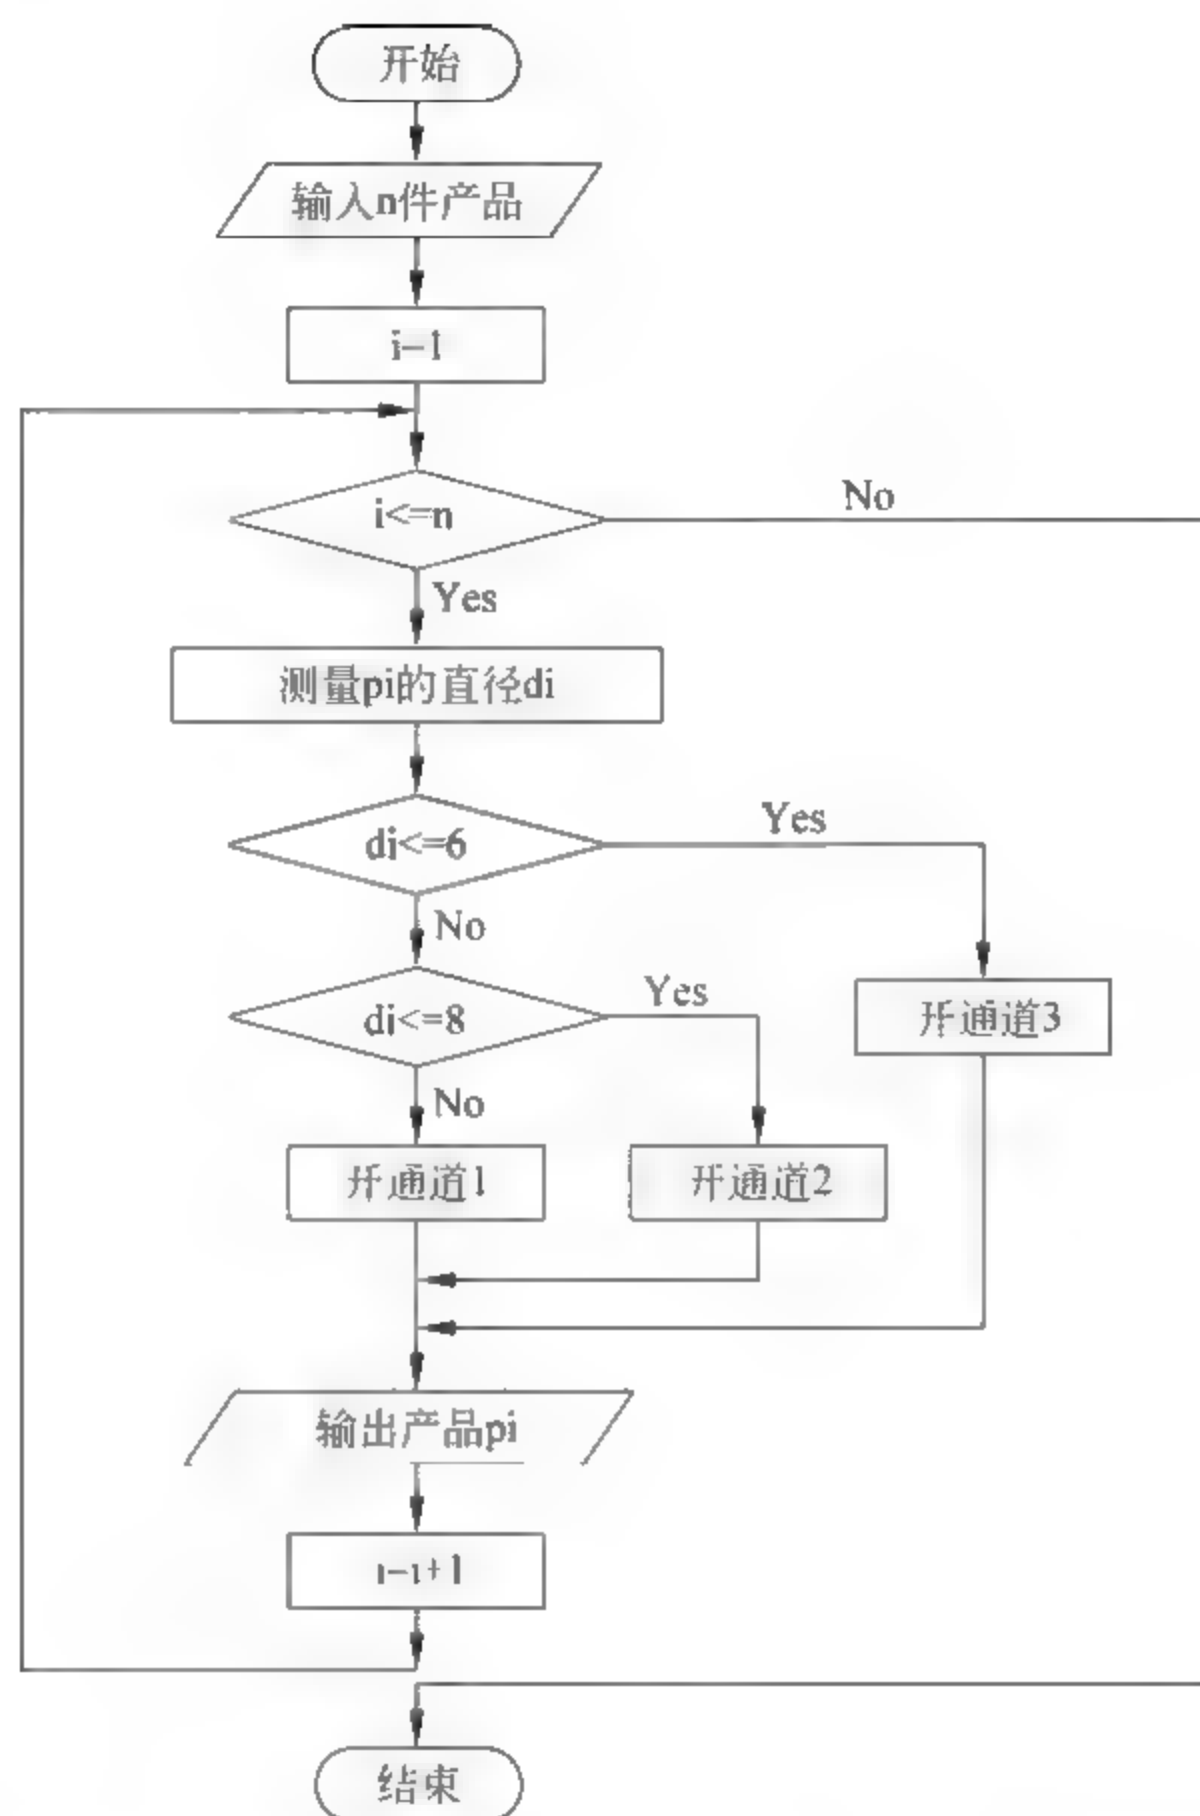 开始
输入n件产品
i-1
i<=n
No
Yes
测量pi的直径di
di<=6
Yes
No
di<=8
Yes
开通道3
No
开通道1
开通道2
输出产品pi
i-i+1
结束